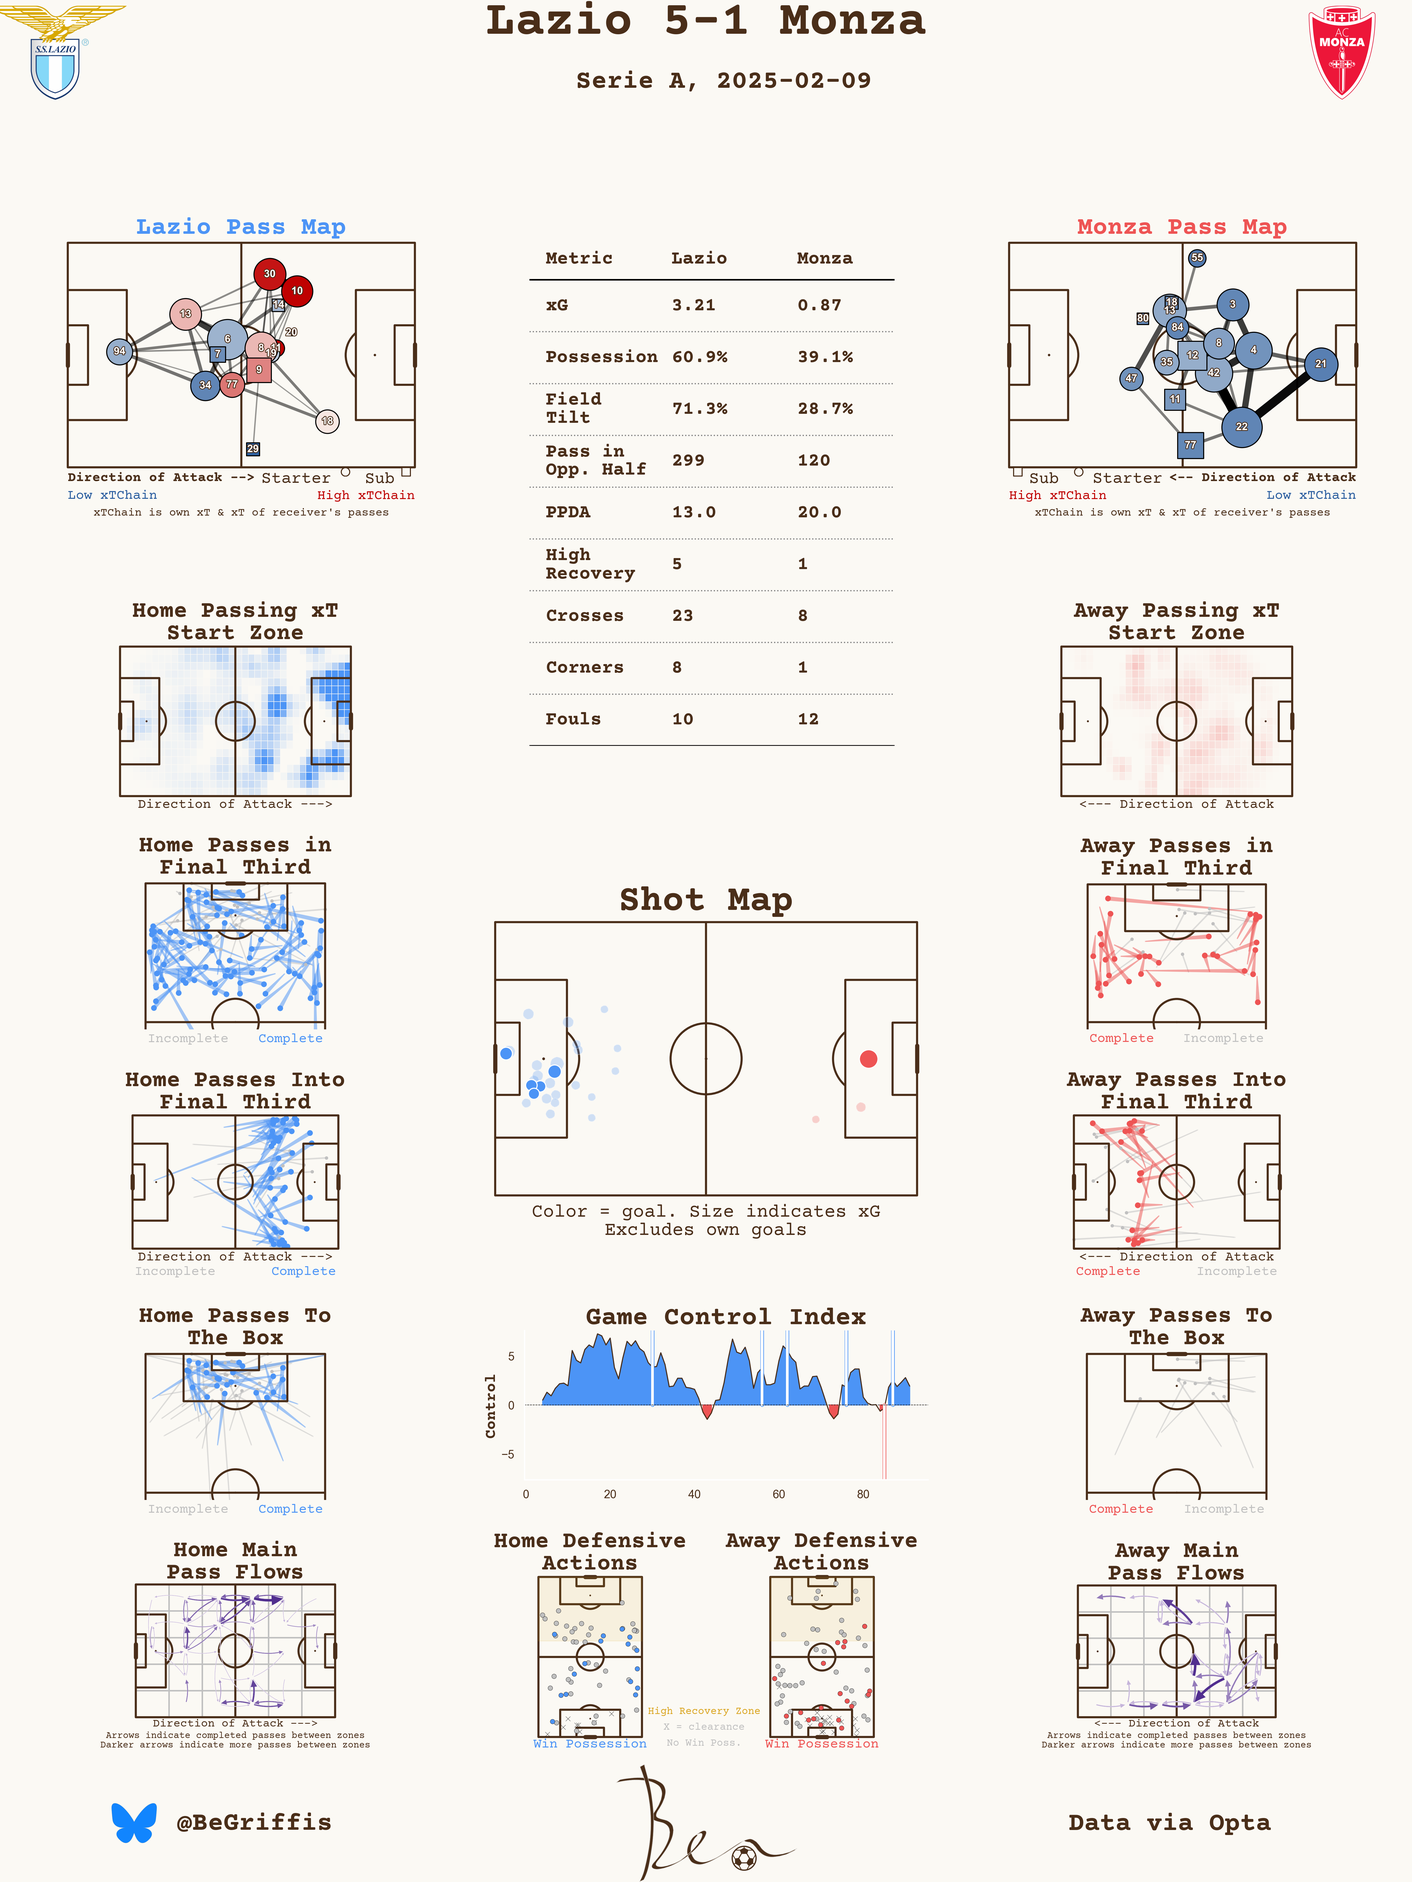 Lazio 5-1 Monza
Serie A, 2025-02-09
S.S.LAZIO
®
AC
MONZA
Lazio Pass Map
30
10
14
13
20
6
8
11
19
94
7
9
34
77
18
29
Direction of Attack --> Starter Sub
Low xTChain High xTChain
xTChain is own xT & xT of receiver's passes
Metric Lazio Monza
xG 3.21 0.87
Possession 60.9% 39.1%
Field
Tilt 71.3% 28.7%
Pass in
Opp. Half 299 120
PPDA 13.0 20.0
High
Recovery 5 1
Crosses 23 8
Corners 8 1
Fouls 10 12
Monza Pass Map
55
18
13
3
80
84
8
4
12
35
21
42
47
11
22
77
Sub Starter <-- Direction of Attack
High xTChain Low xTChain
xTChain is own xT & xT of receiver's passes
Home Passing xT
Start Zone
Direction of Attack --->
Away Passing xT
Start Zone
<--- Direction of Attack
Home Passes in
Final Third
Incomplete Complete
Away Passes in
Final Third
Complete Incomplete
Shot Map
Color = goal. Size indicates xG
Excludes own goals
Home Passes Into
Final Third
Direction of Attack --->
Incomplete Complete
Away Passes Into
Final Third
<--- Direction of Attack
Complete Incomplete
Game Control Index
Control
5
0
−5
0 20 40 60 80
Home Passes To
The Box
Incomplete Complete
Away Passes To
The Box
Complete Incomplete
Home Main
Pass Flows
Direction of Attack --->
Arrows indicate completed passes between zones
Darker arrows indicate more passes between zones
Home Defensive
Actions
Win Possession
Away Defensive
Actions
Win Possession
High Recovery Zone
X = clearance
No Win Poss.
Away Main
Pass Flows
<--- Direction of Attack
Arrows indicate completed passes between zones
Darker arrows indicate more passes between zones
@BeGriffis
Ben
Data via Opta